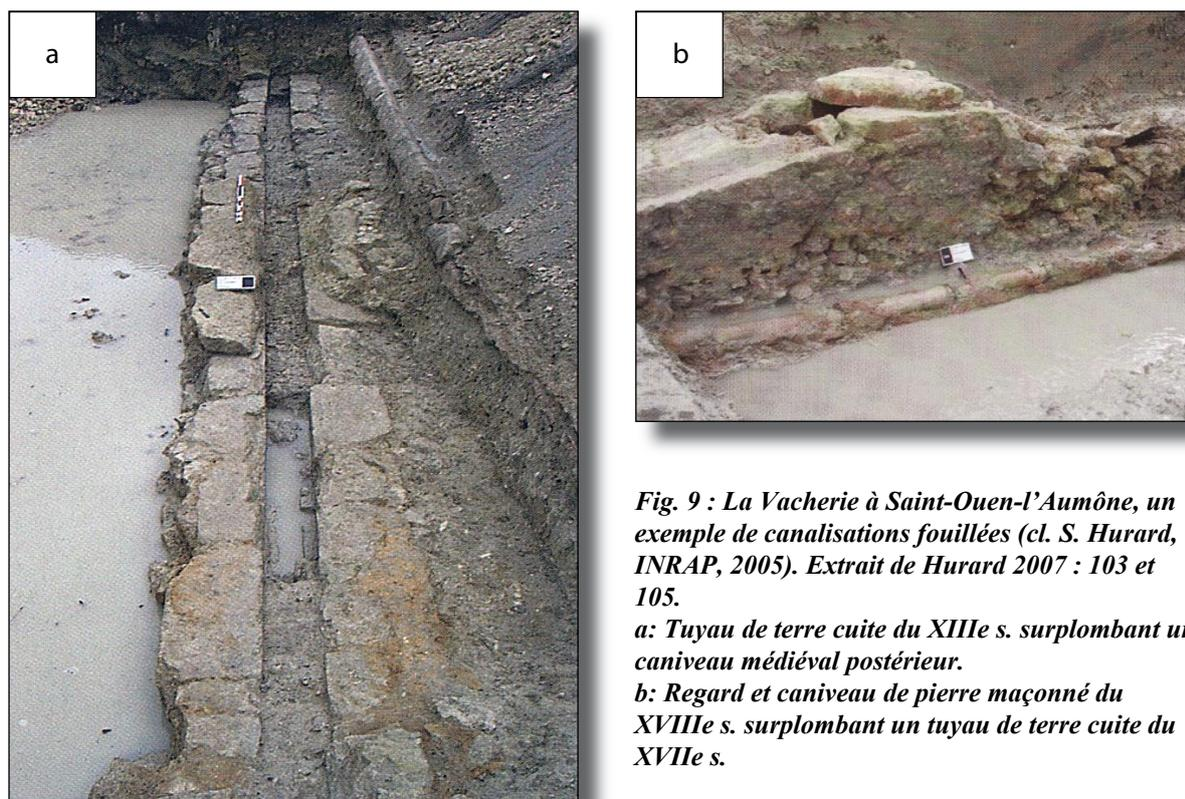 a
b
Fig. 9 : La Vacherie à Saint-Ouen-l’Aumône, un
exemple de canalisations fouillées (cl. S. Hurard,
INRAP, 2005). Extrait de Hurard 2007 : 103 et
105.
a: Tuyau de terre cuite du XIIIe s. surplombant un
caniveau médiéval postérieur.
b: Regard et caniveau de pierre maçonné du
XVIIIe s. surplombant un tuyau de terre cuite du
XVIIe s.